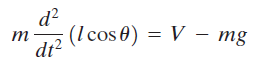 m d²/dt² (l cos θ) = V − mg